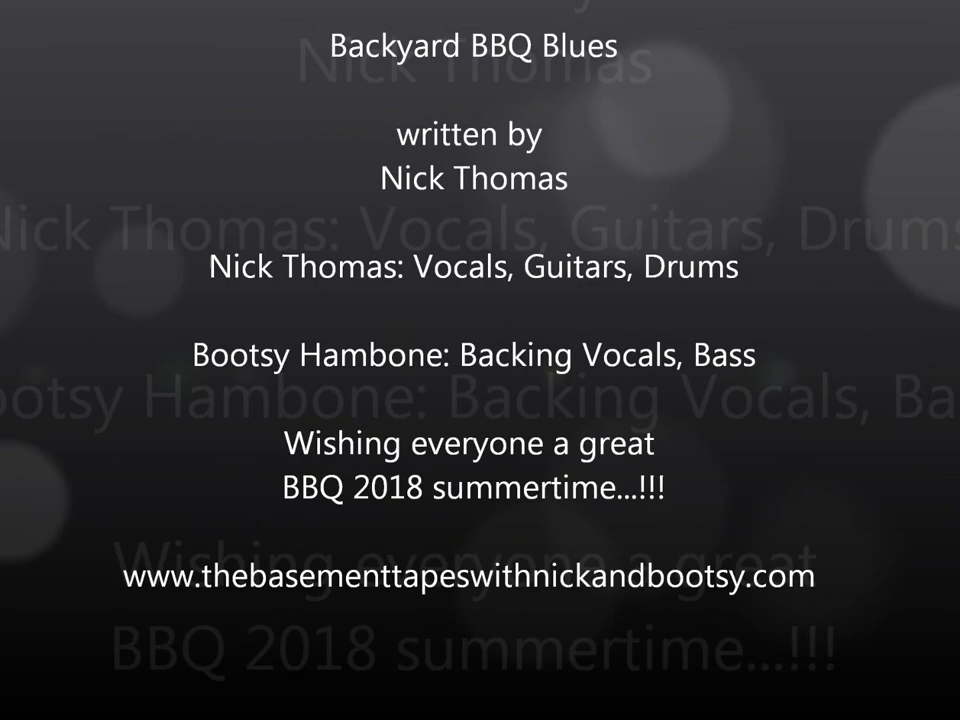 Backyard BBQ Blues
written by
Nick Thomas
Nick Thomas: Vocals, Guitars, Drums
Bootsy Hambone: Backing Vocals, Bass
Wishing everyone a great
BBQ 2018 summertime...!!!
www.thebasementtapeswithnickandbootsy.com